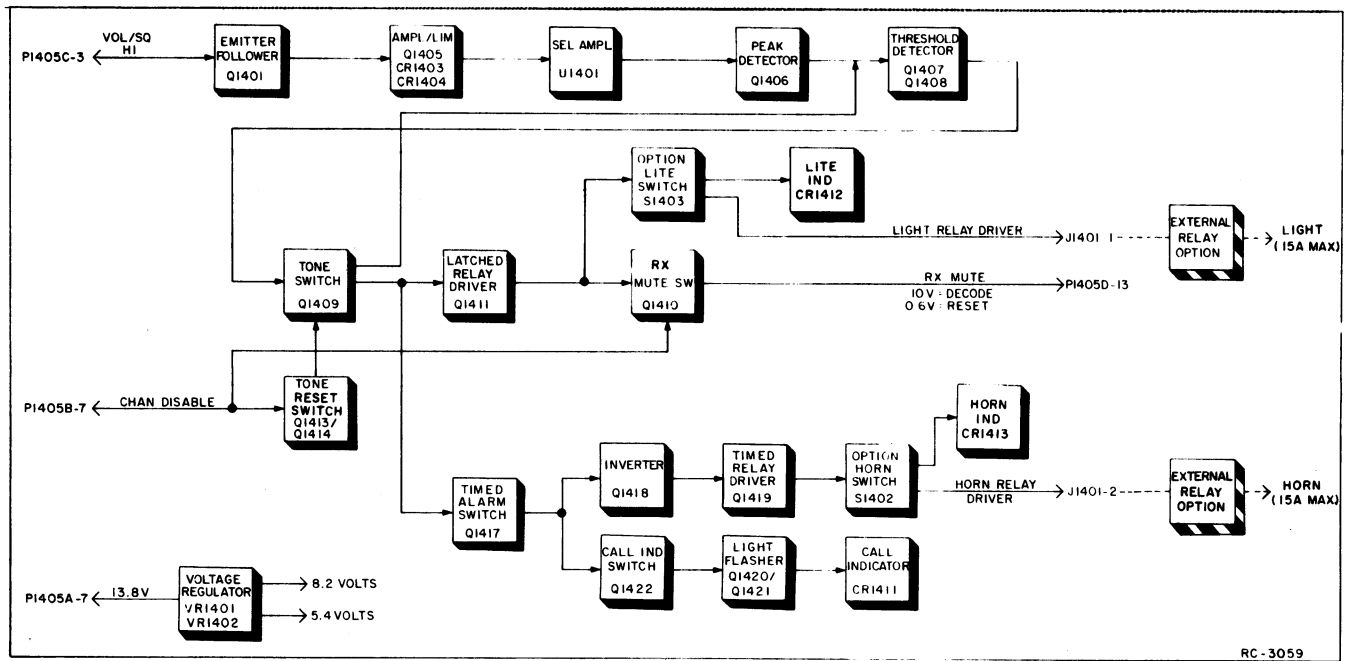 P1405C-3
VOL/SQ
HI
EMITTER
FOLLOWER
Q1401
AMPL/LIM
Q1405
CR1403
CR1404
SEL AMPL
U1401
PEAK
DETECTOR
Q1406
THRESHOLD
DETECTOR
Q1407
Q1408
OPTION
LITE
SWITCH
S1403
LITE
IND
CR1412
LIGHT RELAY DRIVER
J1401-1
EXTERNAL
RELAY
OPTION
LIGHT
(15A MAX)
TONE
SWITCH
Q1409
LATCHED
RELAY
DRIVER
Q1411
RX
MUTE SW
Q1410
RX MUTE
10V = DECODE
0.6V = RESET
P1405D-13
P1405B-7
CHAN DISABLE
TONE
RESET
SWITCH
Q1413/
Q1414
HORN
IND
CR1413
TIMED
ALARM
SWITCH
Q1417
INVERTER
Q1418
TIMED
RELAY
DRIVER
Q1419
OPTION
HORN
SWITCH
S1402
HORN RELAY
DRIVER
J1401-2
EXTERNAL
RELAY
OPTION
HORN
(15A MAX)
CALL IND
SWITCH
Q1422
LIGHT
FLASHER
Q1420/
Q1421
CALL
INDICATOR
CR1411
P1405A-7
13.8V
VOLTAGE
REGULATOR
VR1401
VR1402
8.2 VOLTS
5.4 VOLTS
RC-3059